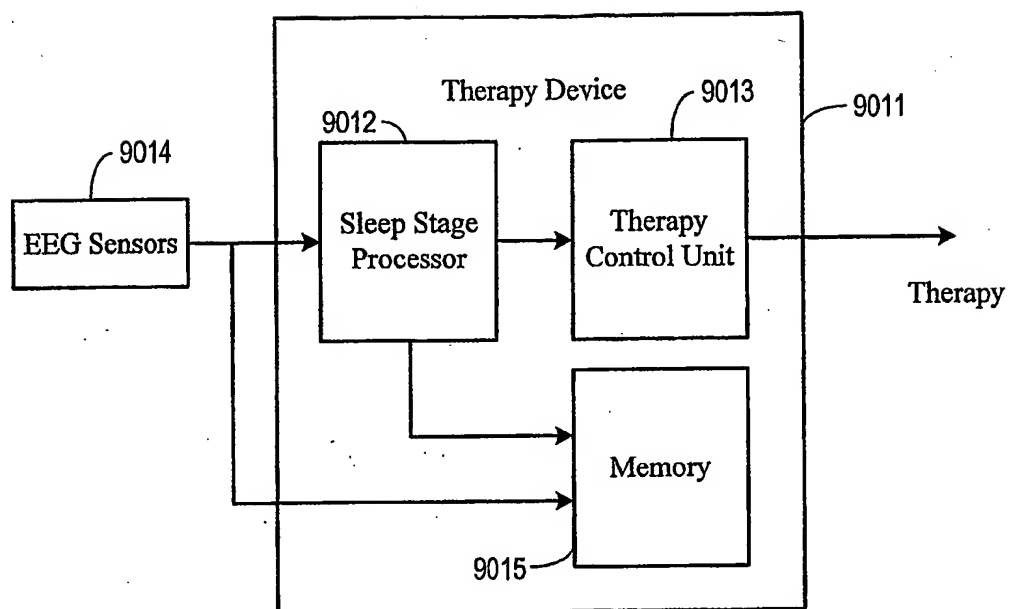 Therapy Device
9013
9011
9012
9014
EEG Sensors
Sleep Stage
Processor
Therapy
Control Unit
Therapy
Memory
9015